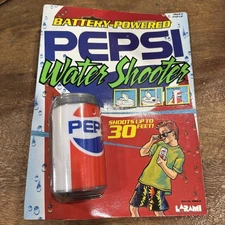 BATTERY-POWERED
PEPSI
Water Shooter
SHOOTS UP TO
30 FEET!
PEPSI
LARAMI